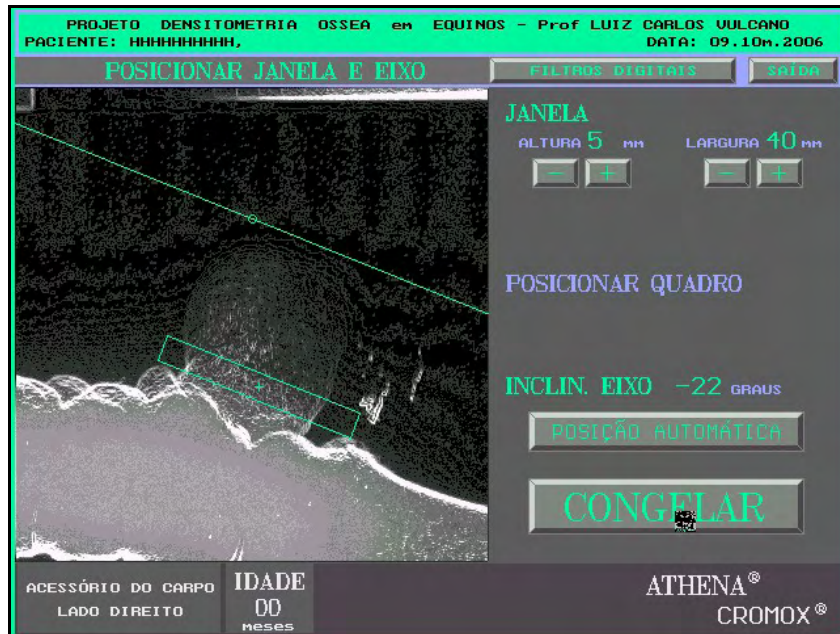 PROJETO DENSITOMETRIA OSSEA em EQUINOS - Prof LUIZ CARLOS VULCANO
PACIENTE: HHHHHHHHHH, DATA: 09.10m.2006
POSICIONAR JANELA E EIXO FILTROS DIGITAIS SAÍDA
JANELA
ALTURA 5 MM LARGURA 40 MM
- + - +
POSICIONAR QUADRO
INCLIN. EIXO -22 GRAUS
POSIÇÃO AUTOMÁTICA
CONGELAR
ACESSÓRIO DO CARPO
LADO DIREITO
IDADE
00
meses
ATHENA®
CROMOX®